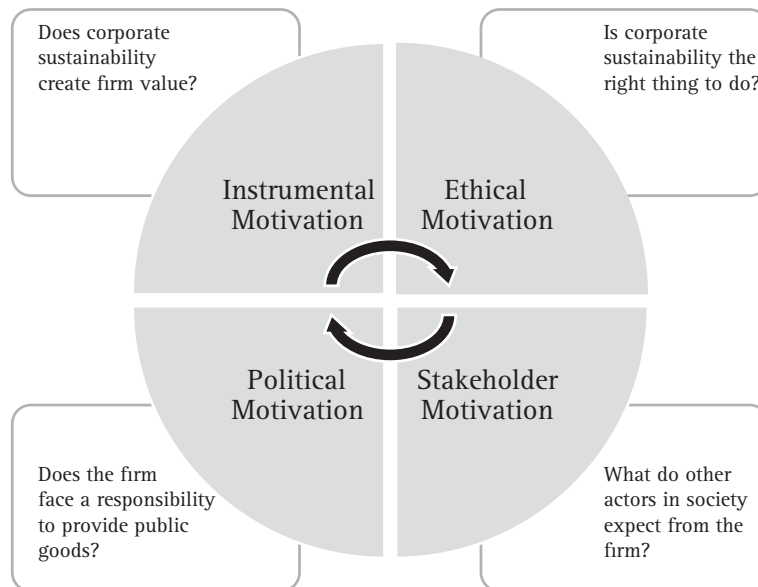 Does corporate
sustainability
create firm value?
Is corporate
sustainability the
right thing to do?
Instrumental
Motivation
Ethical
Motivation
Political
Motivation
Stakeholder
Motivation
Does the firm
face a responsibility
to provide public
goods?
What do other
actors in society
expect from the
firm?